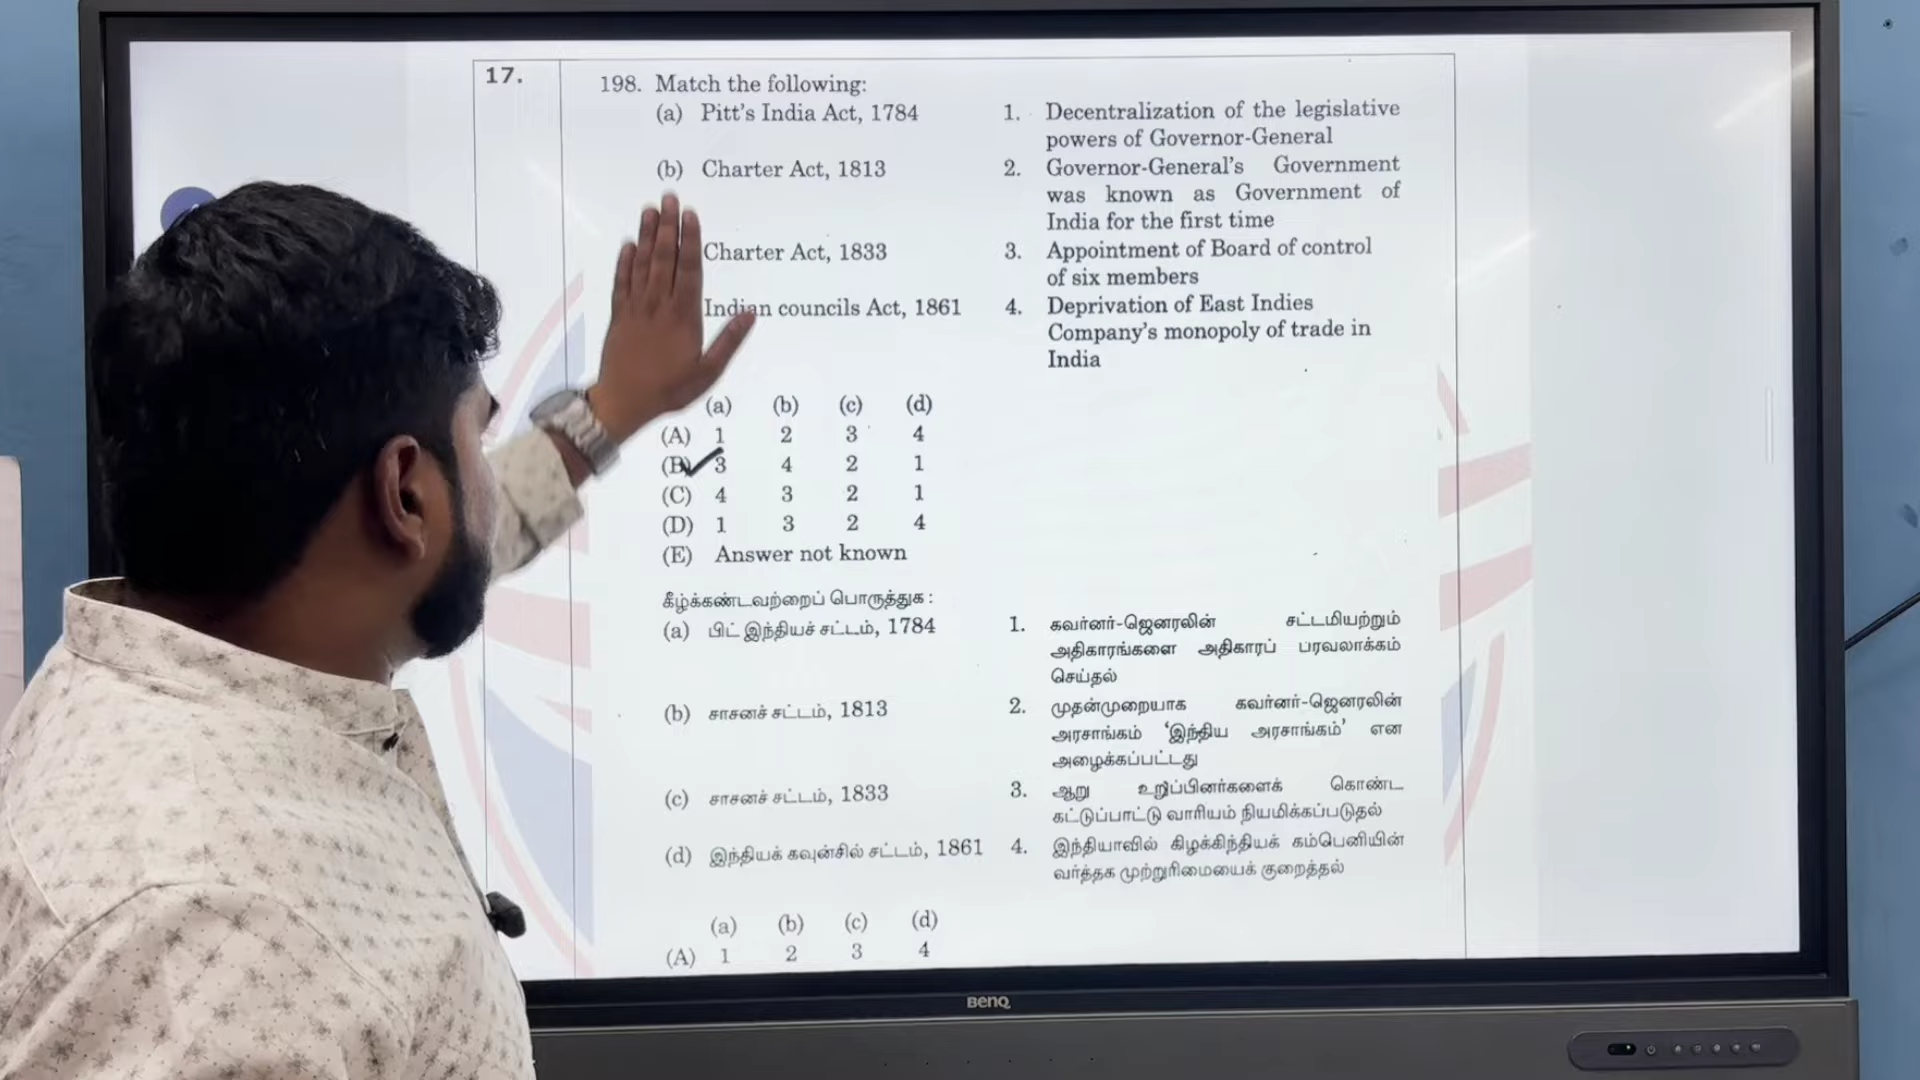 17.
198. Match the following:
(a) Pitt's India Act, 1784 1. Decentralization of the legislative
powers of Governor-General
(b) Charter Act, 1813 2. Governor-General's Government
was known as Government of
India for the first time
Charter Act, 1833 3. Appointment of Board of control
of six members
Indian councils Act, 1861 4. Deprivation of East Indies
Company's monopoly of trade in
India
(a) (b) (c) (d)
(A) 1 2 3 4
(B) 3 4 2 1
(C) 4 3 2 1
(D) 1 3 2 4
(E) Answer not known
கீழ்க்கண்டவற்றைப் பொருத்துக :
(a) பிட் இந்தியச் சட்டம், 1784 1. கவர்னர்-ஜெனரலின் சட்டமியற்றும்
அதிகாரங்களை அதிகாரப் பரவலாக்கம்
செய்தல்
(b) சாசனச் சட்டம், 1813 2. முதன்முறையாக கவர்னர்-ஜெனரலின்
அரசாங்கம் 'இந்திய அரசாங்கம்' என
அழைக்கப்பட்டது
(c) சாசனச் சட்டம், 1833 3. ஆறு உறுப்பினர்களைக் கொண்ட
கட்டுப்பாட்டு வாரியம் நியமிக்கப்படுதல்
(d) இந்தியக் கவுன்சில் சட்டம், 1861 4. இந்தியாவில் கிழக்கிந்தியக் கம்பெனியின்
வர்த்தக முற்றுரிமையைக் குறைத்தல்
(a) (b) (c) (d)
(A) 1 2 3 4
BenQ